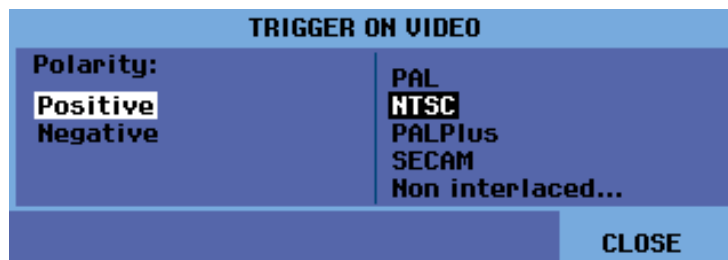 TRIGGER ON VIDEO
Polarity:
Positive
Negative
PAL
NTSC
PALPlus
SECAM
Non interlaced...
CLOSE